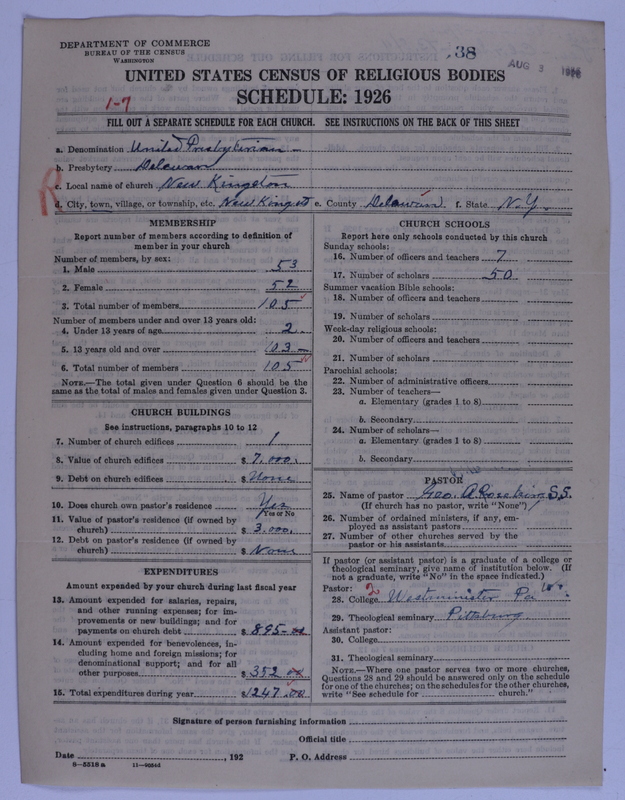 DEPARTMENT OF COMMERCE
BUREAU OF THE CENSUS
WASHINGTON
38
AUG 3 1926
UNITED STATES CENSUS OF RELIGIOUS BODIES
SCHEDULE: 1926
1-7
FILL OUT A SEPARATE SCHEDULE FOR EACH CHURCH. SEE INSTRUCTIONS ON THE BACK OF THIS SHEET
a. Denomination United Presbyterian
b. Presbytery Delaware
c. Local name of church New Kingston
R
d. City, town, village, or township, etc. New Kingst e. County Delaware f. State N.Y.
MEMBERSHIP
Report number of members according to definition of
member in your church
Number of members, by sex:
1. Male 53
2. Female 52
3. Total number of members 105
Number of members under and over 13 years old:
4. Under 13 years of age 2
5. 13 years old and over 103
6. Total number of members 105
NOTE.—The total given under Question 6 should be the
same as the total of males and females given under Question 3.
CHURCH BUILDINGS
See instructions, paragraphs 10 to 12
7. Number of church edifices 1
8. Value of church edifices $ 7,000.
9. Debt on church edifices $ None
10. Does church own pastor's residence Yes
Yes or No
11. Value of pastor's residence (if owned by
church) $ 3,000.
12. Debt on pastor's residence (if owned by
church) $ None
EXPENDITURES
Amount expended by your church during last fiscal year
13. Amount expended for salaries, repairs,
and other running expenses; for im-
provements or new buildings; and for
payments on church debt $ 895-00
14. Amount expended for benevolences, in-
cluding home and foreign missions; for
denominational support; and for all
other purposes $ 352 00
15. Total expenditures during year $1247.00
CHURCH SCHOOLS
Report here only schools conducted by this church
Sunday schools:
16. Number of officers and teachers 7
17. Number of scholars 50
Summer vacation Bible schools:
18. Number of officers and teachers
19. Number of scholars
Week-day religious schools:
20. Number of officers and teachers
21. Number of scholars
Parochial schools:
22. Number of administrative officers
23. Number of teachers—
a. Elementary (grades 1 to 8)
b. Secondary
24. Number of scholars—
a. Elementary (grades 1 to 8)
b. Secondary
PASTOR
25. Name of pastor Geo. A. S.S.
(If church has no pastor, write "None")
26. Number of ordained ministers, if any, em-
ployed as assistant pastors
27. Number of other churches served by the
pastor or his assistants
If pastor (or assistant pastor) is a graduate of a college or
theological seminary, give name of institution below. (If
not a graduate, write "No" in the space indicated.)
Pastor: 2
28. College Westminster Pa
29. Theological seminary Pittsburg
Assistant pastor:
30. College
31. Theological seminary
NOTE.—Where one pastor serves two or more churches,
Questions 28 and 29 should be answered only on the schedule
for one of the churches; on the schedules for the other churches,
write "See schedule for church."
Signature of person furnishing information
Official title
Date , 192 P. O. Address
8—5518 a